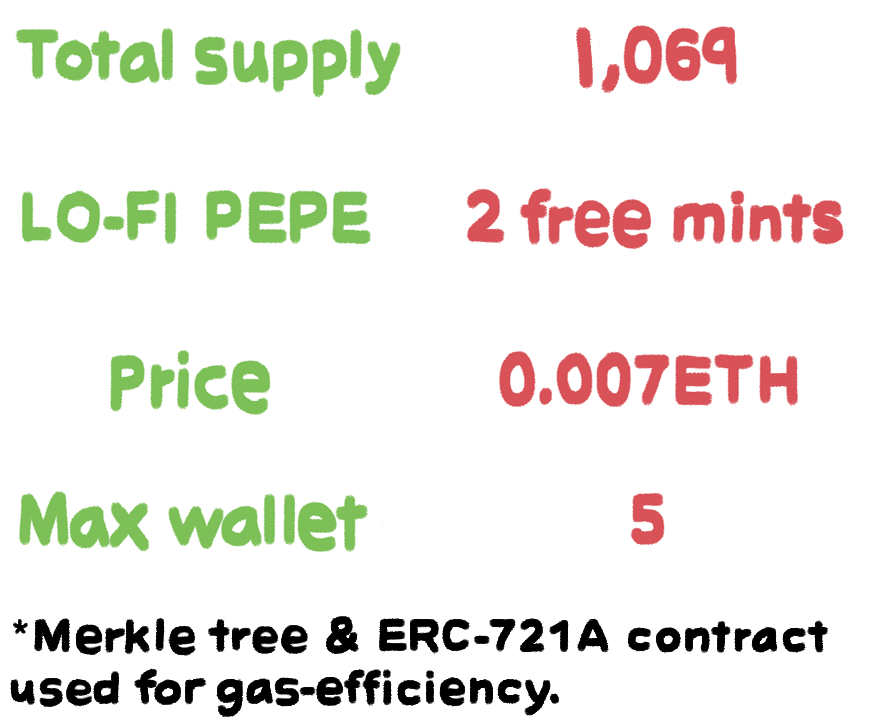 Total supply 1,069
LO-FI PEPE 2 free mints
Price 0.007ETH
Max wallet 5
*Merkle tree & ERC-721A contract
used for gas-efficiency.